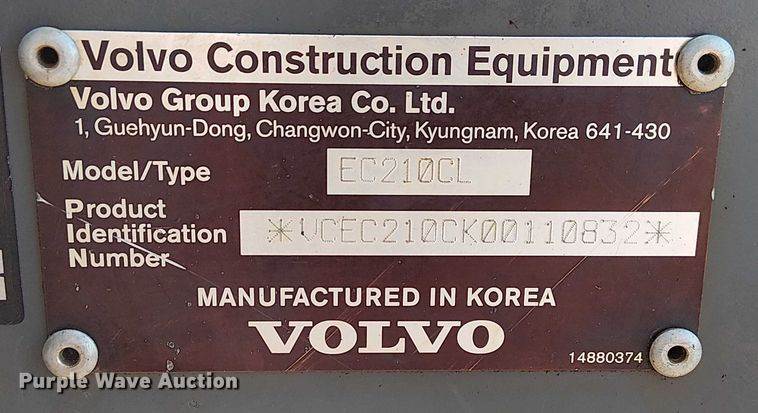 Volvo Construction Equipment
Volvo Group Korea Co. Ltd.
1, Guehyun-Dong, Changwon-City, Kyungnam, Korea 641-430
Model/Type EC210CL
Product
Identification
Number
*VCEC210CK00110832*
MANUFACTURED IN KOREA
VOLVO
14880374
Purple Wave Auction